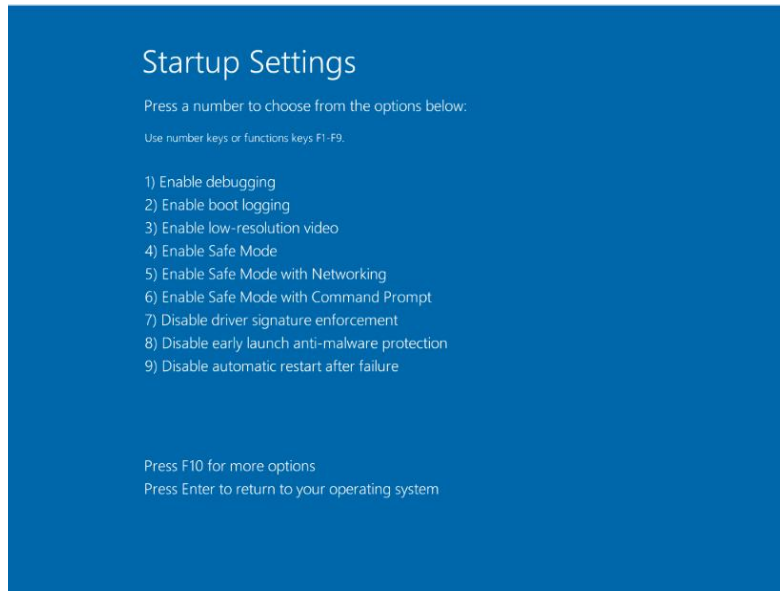 Startup Settings
Press a number to choose from the options below:
Use number keys or functions keys F1-F9.
1) Enable debugging
2) Enable boot logging
3) Enable low-resolution video
4) Enable Safe Mode
5) Enable Safe Mode with Networking
6) Enable Safe Mode with Command Prompt
7) Disable driver signature enforcement
8) Disable early launch anti-malware protection
9) Disable automatic restart after failure
Press F10 for more options
Press Enter to return to your operating system